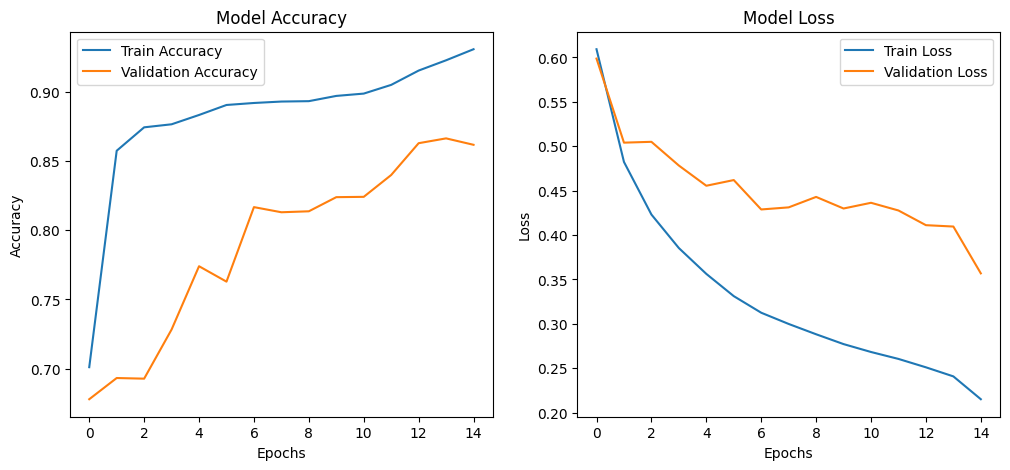 Model Accuracy
Train Accuracy
Validation Accuracy
0.90
0.85
0.80
0.75
0.70
Accuracy
0 2 4 6 8 10 12 14
Epochs
Model Loss
Train Loss
Validation Loss
0.60
0.55
0.50
0.45
0.40
0.35
0.30
0.25
0.20
Loss
0 2 4 6 8 10 12 14
Epochs